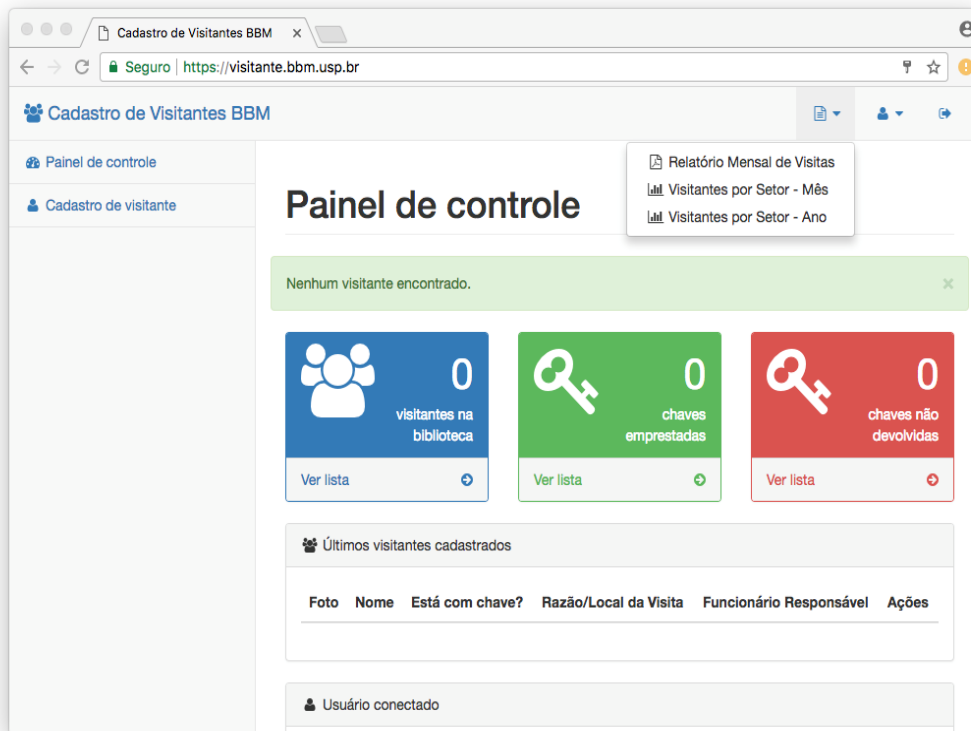 Cadastro de Visitantes BBM
Seguro | https://visitante.bbm.usp.br
Cadastro de Visitantes BBM
Painel de controle
Cadastro de visitante
Relatório Mensal de Visitas
Visitantes por Setor - Mês
Visitantes por Setor - Ano
Painel de controle
Nenhum visitante encontrado.
0
visitantes na
biblioteca
Ver lista
0
chaves
emprestadas
Ver lista
0
chaves não
devolvidas
Ver lista
Últimos visitantes cadastrados
Foto Nome Está com chave? Razão/Local da Visita Funcionário Responsável Ações
Usuário conectado